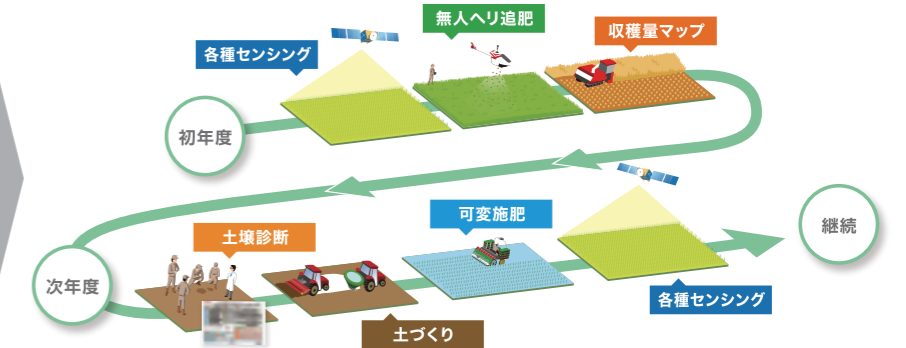 無人ヘリ追肥
収穫量マップ
各種センシング
初年度
可変施肥
継続
土壌診断
次年度
各種センシング
土づくり